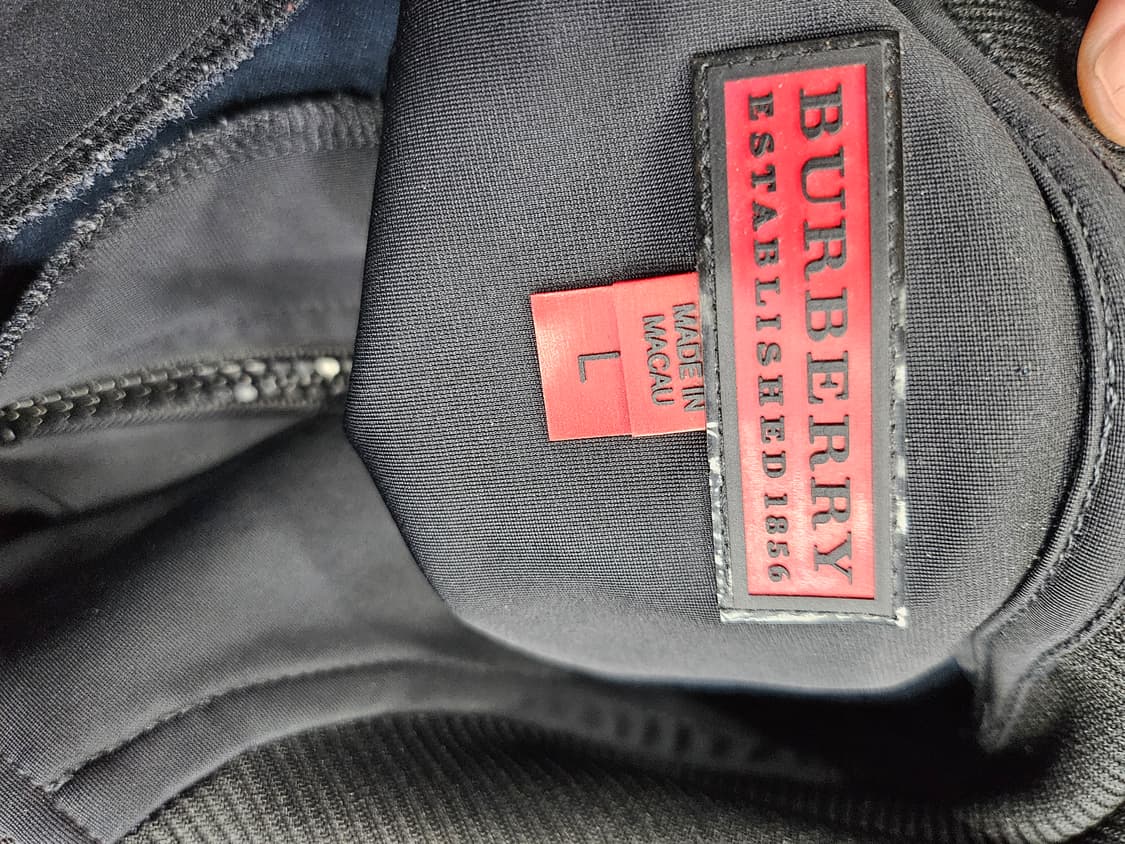 BURBERRY
ESTABLISHED 1856
MADE IN
MACAU
L